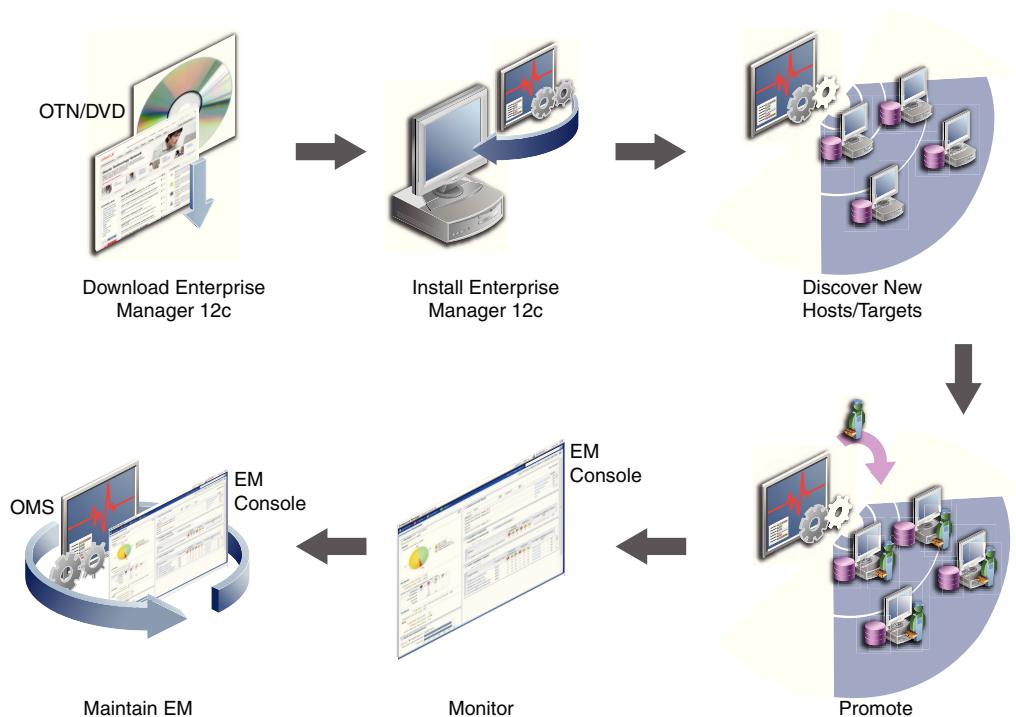 OTN/DVD
Download Enterprise
Manager 12c
Install Enterprise
Manager 12c
Discover New
Hosts/Targets
OMS
EM
Console
EM
Console
Maintain EM
Monitor
Promote